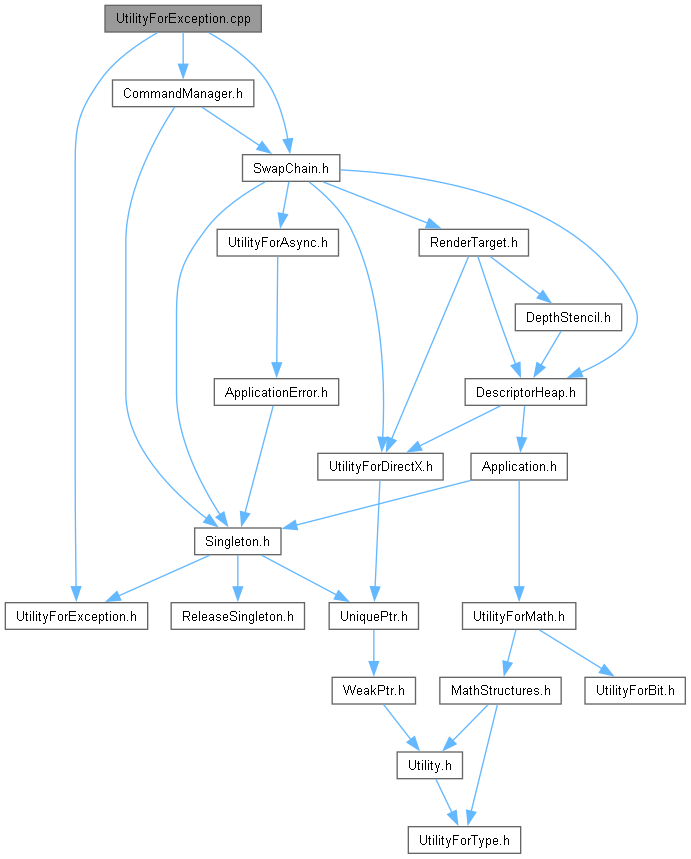 UtilityForException.cpp
CommandManager.h
SwapChain.h
UtilityForAsync.h
RenderTarget.h
DepthStencil.h
ApplicationError.h
DescriptorHeap.h
UtilityForDirectX.h
Application.h
Singleton.h
UtilityForException.h
ReleaseSingleton.h
UniquePtr.h
UtilityForMath.h
WeakPtr.h
MathStructures.h
UtilityForBit.h
Utility.h
UtilityForType.h